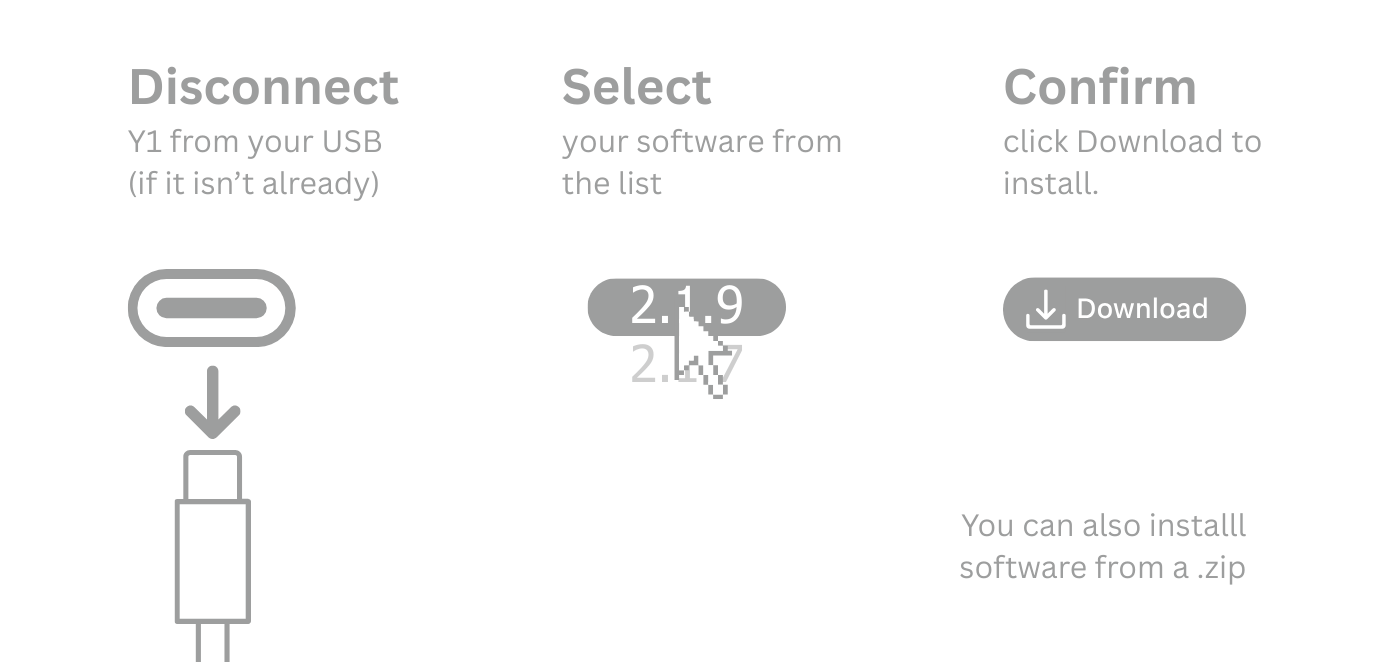 Disconnect
Y1 from your USB
(if it isn’t already)
Select
your software from
the list
2.1.9
2.1.7
Confirm
click Download to
install.
Download
You can also installl
software from a .zip